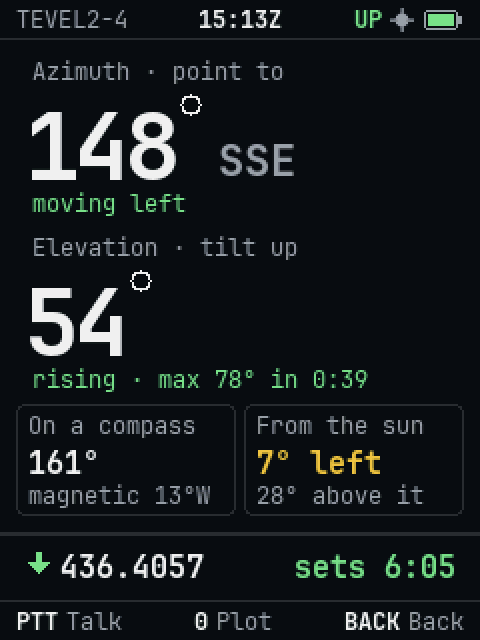 TEVEL2-4 15:13Z UP
Azimuth · point to
148° SSE
moving left
Elevation · tilt up
54°
rising · max 78° in 0:39
On a compass
161°
magnetic 13°W
From the sun
7° left
28° above it
436.4057 sets 6:05
PTT Talk 0 Plot BACK Back